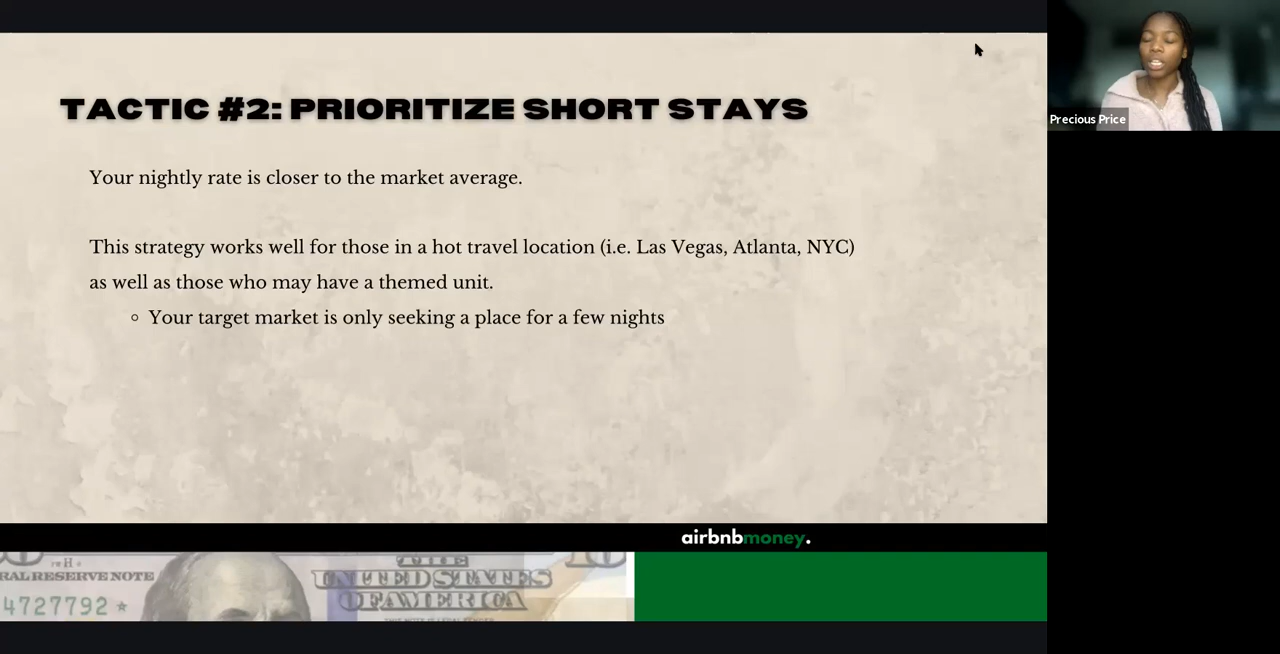 TACTIC #2: PRIORITIZE SHORT STAYS
Precious Price
Your nightly rate is closer to the market average.
This strategy works well for those in a hot travel location (i.e. Las Vegas, Atlanta, NYC)
as well as those who may have a themed unit.
Your target market is only seeking a place for a few nights
airbnbmoney.
RAL RESERVE NOTE
4727792
THE
UNITED STATES
OF AMERICA